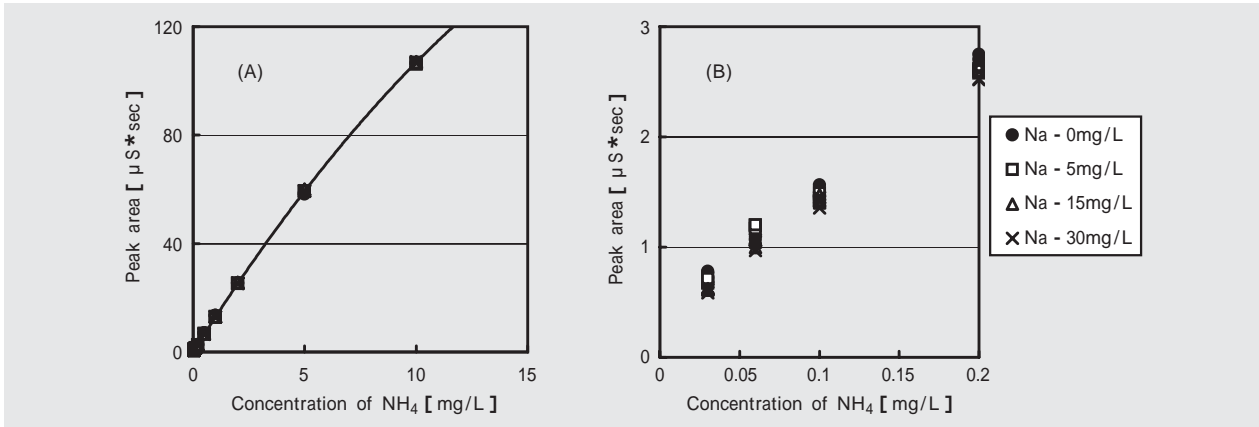 120
80
40
0
0
5
10
15
(A)
Peak area [ μS*sec ]
Concentration of NH₄ [ mg/L ]
3
2
1
0
0
0.05
0.1
0.15
0.2
(B)
Peak area [ μS*sec ]
Concentration of NH₄ [ mg/L ]
Na - 0mg/L
Na - 5mg/L
Na - 15mg/L
Na - 30mg/L